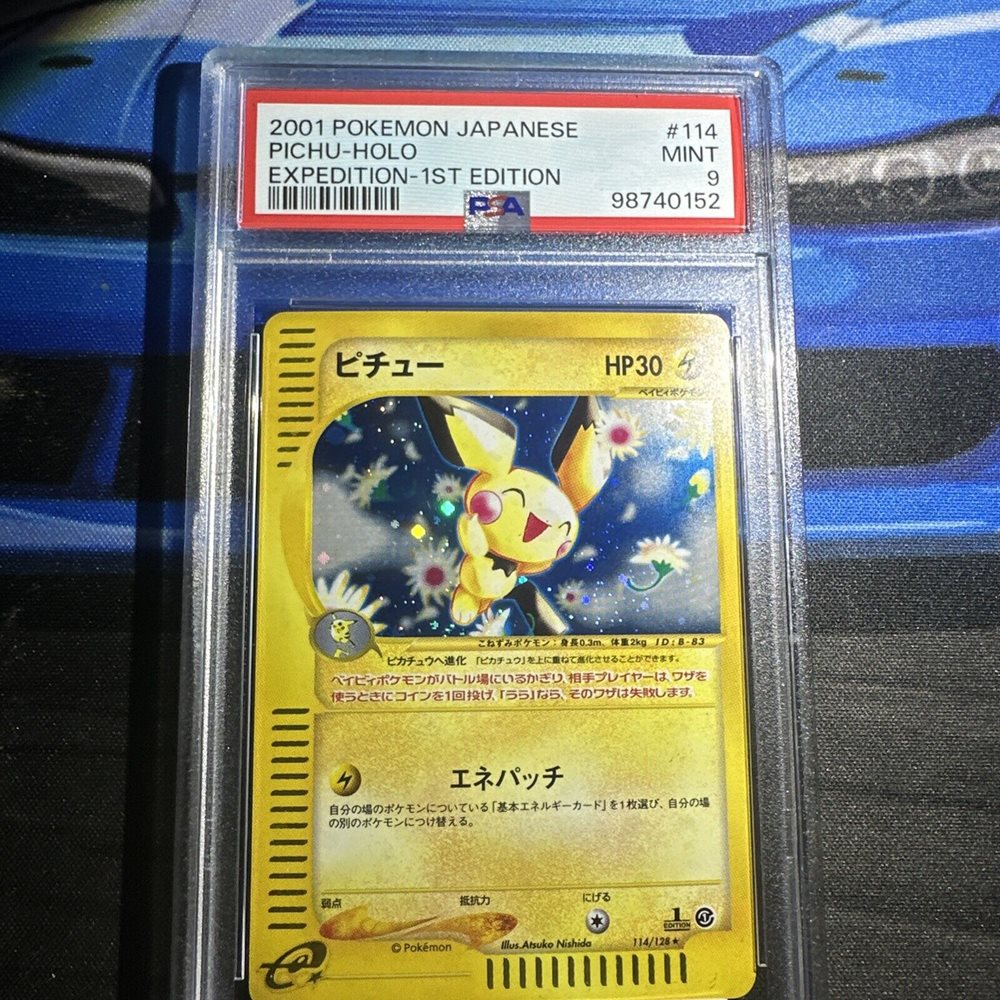 2001 POKEMON JAPANESE #114
PICHU-HOLO MINT
EXPEDITION-1ST EDITION 9
98740152
PSA
ピチュー HP30
ベイビィポケモン
こねずみポケモン：身長0.3m、体重2kg ID:B-83
ピカチュウへ進化 「ピカチュウ」を上に重ねて進化させることができます。
ベイビィポケモンがバトル場にいるかぎり、相手プレイヤーは、ワザを
使うときにコインを1回投げ、「うら」なら、そのワザは失敗します。
エネパッチ
自分の場のポケモンについている「基本エネルギーカード」を1枚選び、自分の場
の別のポケモンにつけ替える。
弱点 抵抗力 にげる
1
EDITION
© Pokémon Illus.Atsuko Nishida 114/128★
e